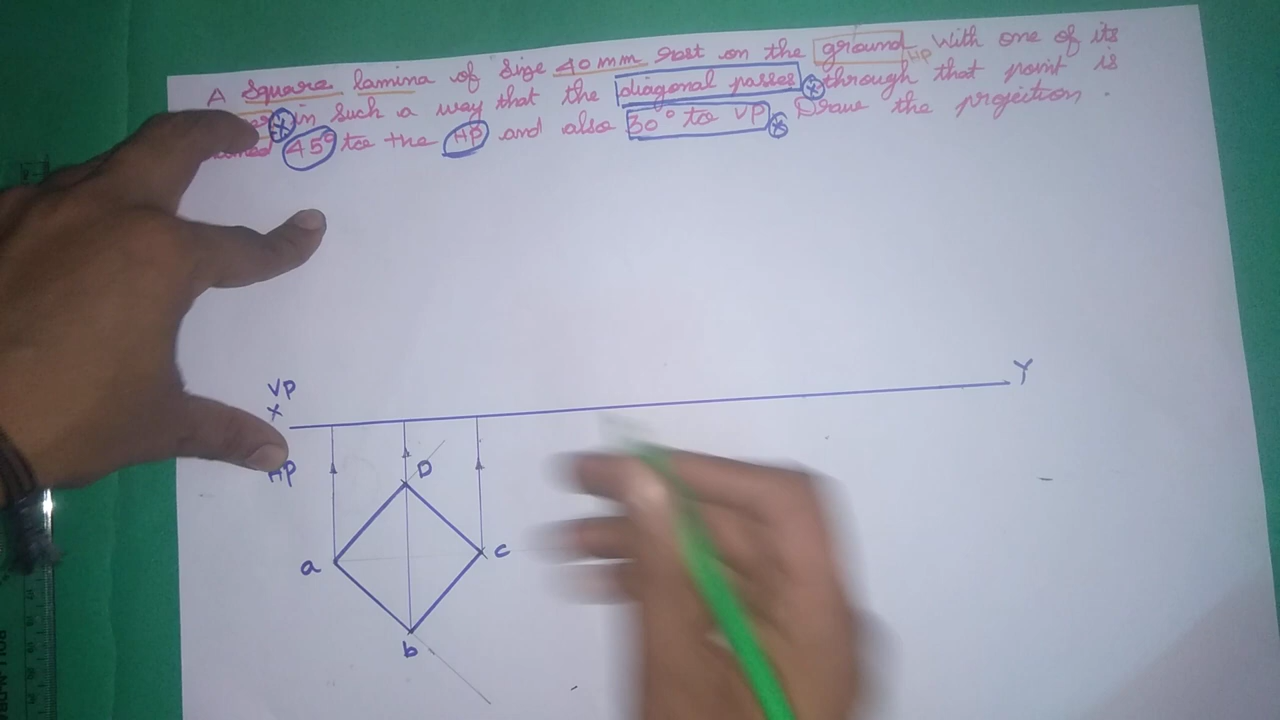 A Square lamina of size 40 mm rest on the ground HP With one of its
in such a way that the diagonal passes through that point is
45° to the HP and also 30° to VP Draw the projection.
VP
X
Y
HP
D
a
c
b